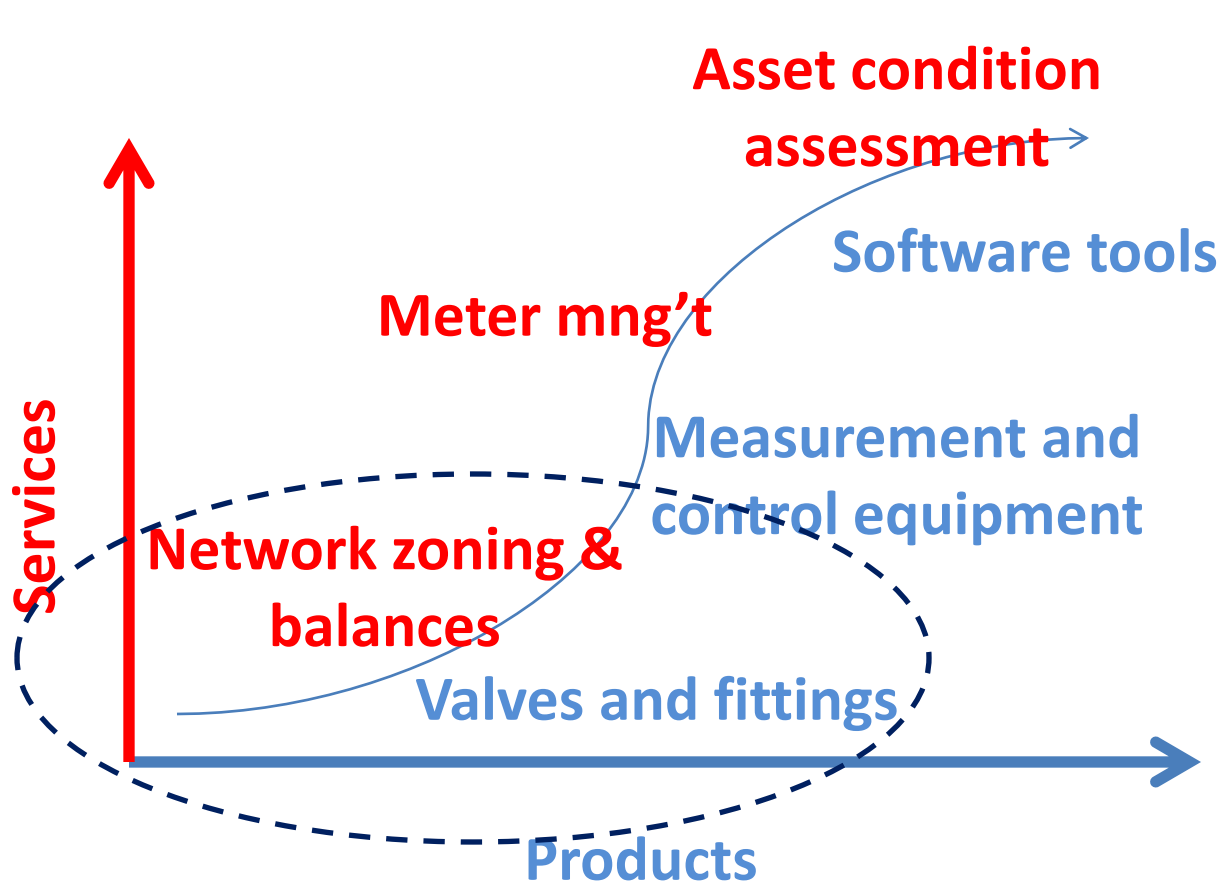 Asset condition
assessment
Software tools
Meter mng’t
Measurement and
control equipment
Services
Network zoning &
balances
Valves and fittings
Products